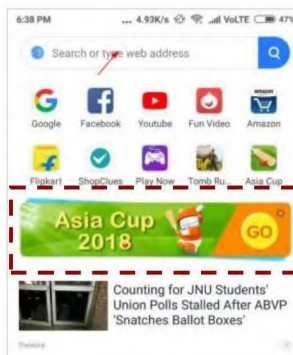 6:38 PM ... 4.93K/s VoLTE 47%
Search or type web address
amazon
Google Facebook Youtube Fun Video Amazon
Flipkart ShopClues Play Now Tomb Ru... Asia Cup
Asia Cup
2018
GO
Counting for JNU Students'
Union Polls Stalled After ABVP
'Snatches Ballot Boxes'